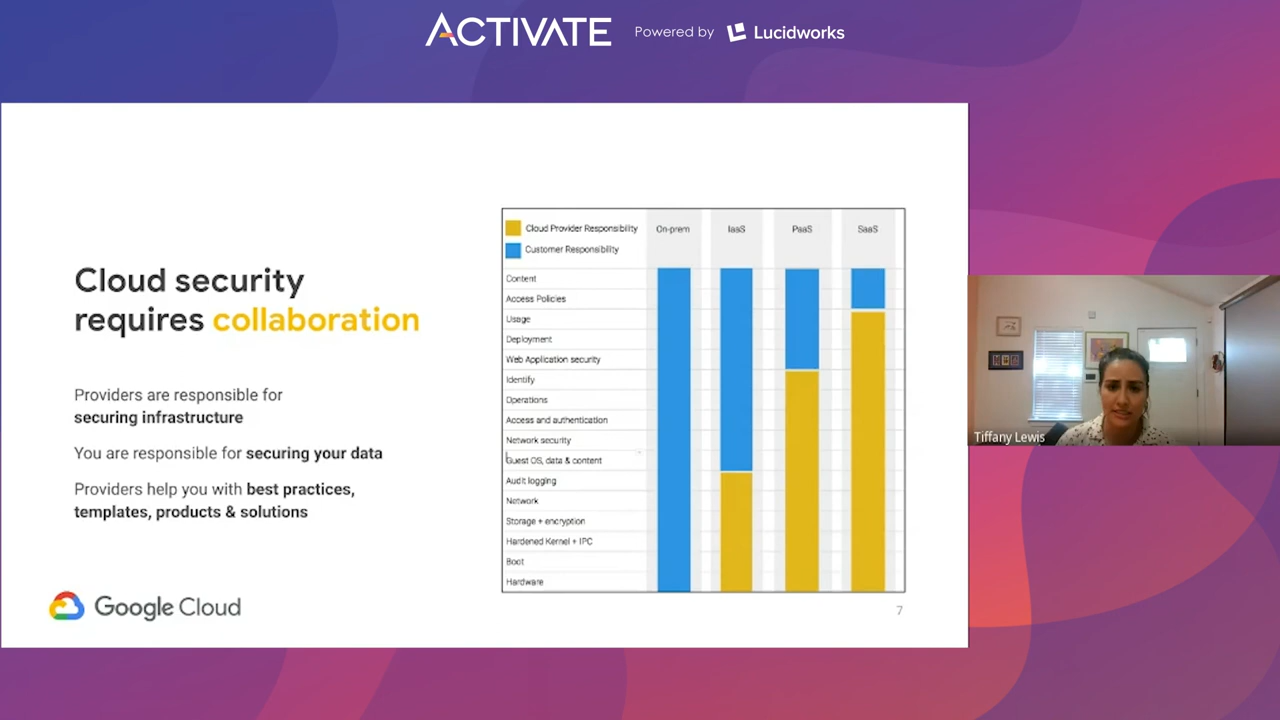 ACTIVATE Powered by Lucidworks
Cloud security
requires collaboration
Providers are responsible for
securing infrastructure
You are responsible for securing your data
Providers help you with best practices,
templates, products & solutions
Google Cloud
Cloud Provider Responsibility
Customer Responsibility
On-prem IaaS PaaS SaaS
Content
Access Policies
Usage
Deployment
Web Application security
Identify
Operations
Access and authentication
Network security
Guest OS, data & content
Audit logging
Network
Storage + encryption
Hardened Kernel + IPC
Boot
Hardware
7
Tiffany Lewis